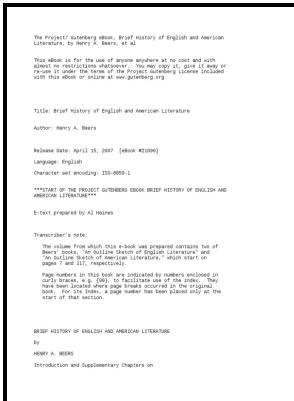 The Project/ Gutenberg eBook, Brief History of English and American
Literature, by Henry A. Beers, et al
This eBook is for the use of anyone anywhere at no cost and with
almost no restrictions whatsoever.  You may copy it, give it away or
re-use it under the terms of the Project Gutenberg License included
with this eBook or online at www.gutenberg.org
Title: Brief History of English and American Literature
Author: Henry A. Beers
Release Date: April 15, 2007  [eBook #21090]
Language: English
Character set encoding: ISO-8859-1
***START OF THE PROJECT GUTENBERG EBOOK BRIEF HISTORY OF ENGLISH AND
AMERICAN LITERATURE***
E-text prepared by Al Haines
Transcriber's note:
The volume from which this e-book was prepared contains two of
Beers' books, "An Outline Sketch of English Literature" and
"An Outline Sketch of American Literature," which start on
pages 7 and 317, respectively.
Page numbers in this book are indicated by numbers enclosed in
curly braces, e.g. {99}, to facilitate use of the index.  They
have been located where page breaks occurred in the original
book.  For its Index, a page number has been placed only at the
start of that section.
BRIEF HISTORY OF ENGLISH AND AMERICAN LITERATURE
by
HENRY A. BEERS
Introduction and Supplementary Chapters on